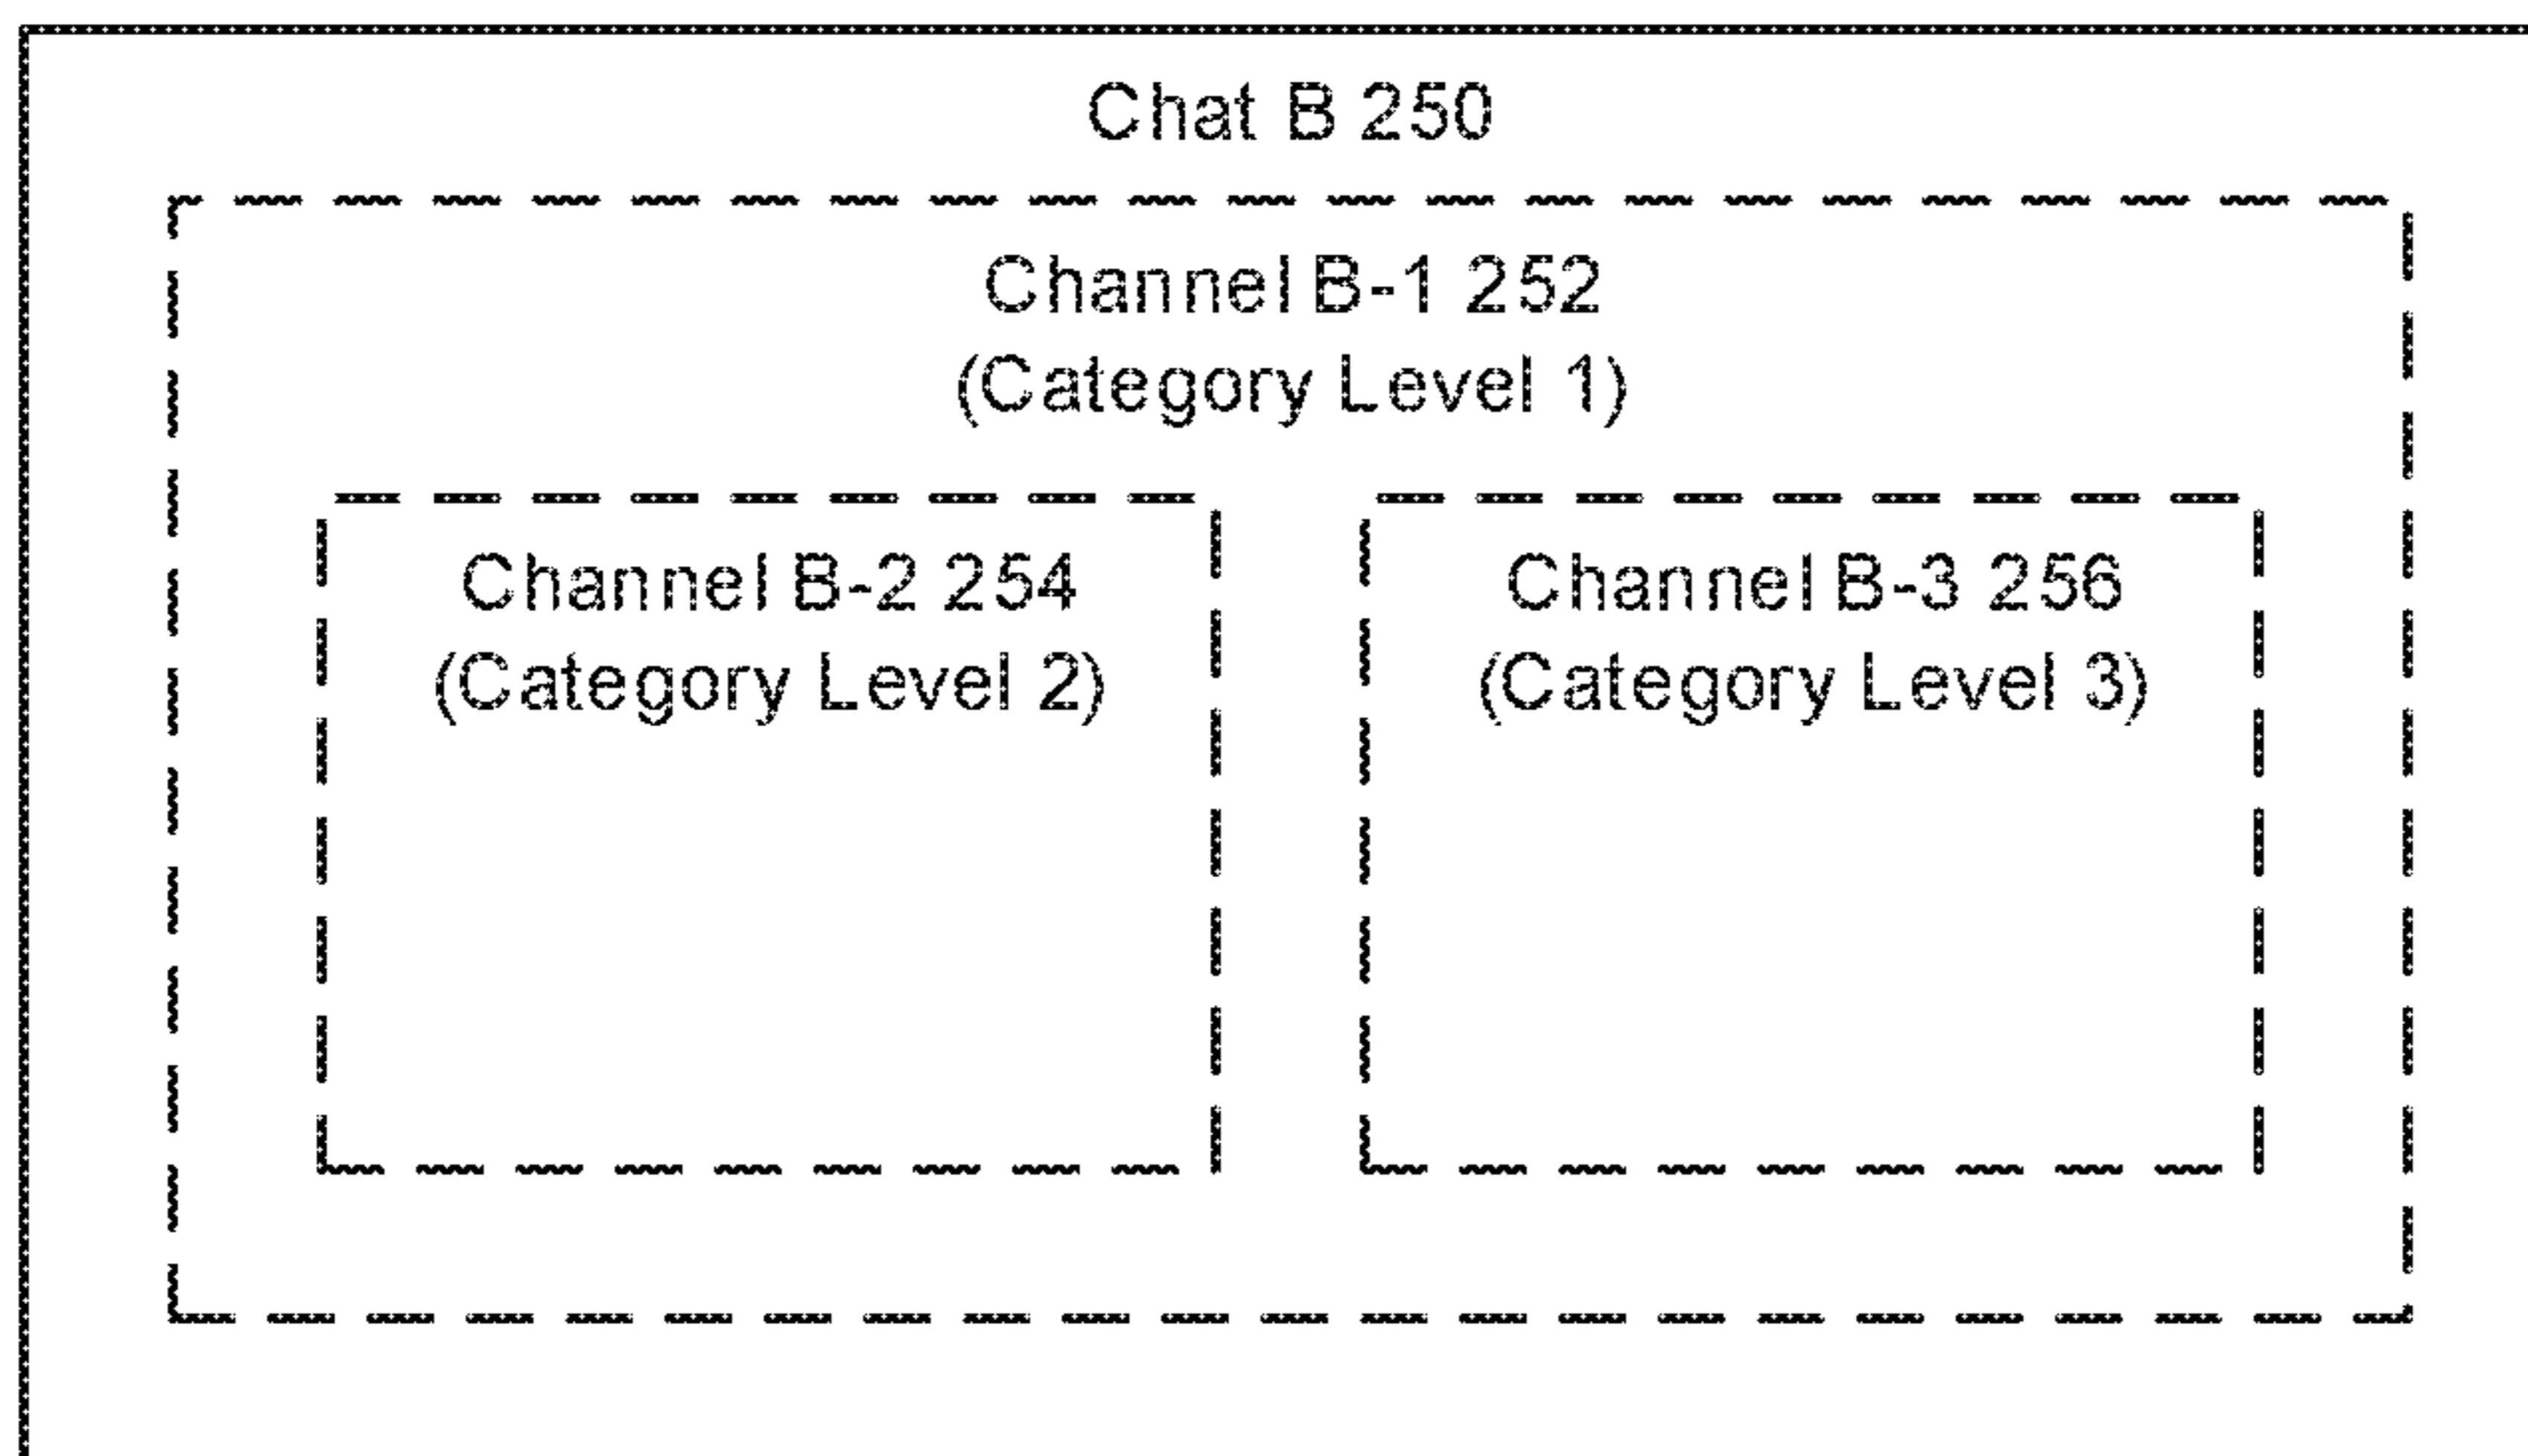 Chat B 250
Channel B-1 252
(Category Level 1)
Channel B-2 254
(Category Level 2)
Channel B-3 256
(Category Level 3)